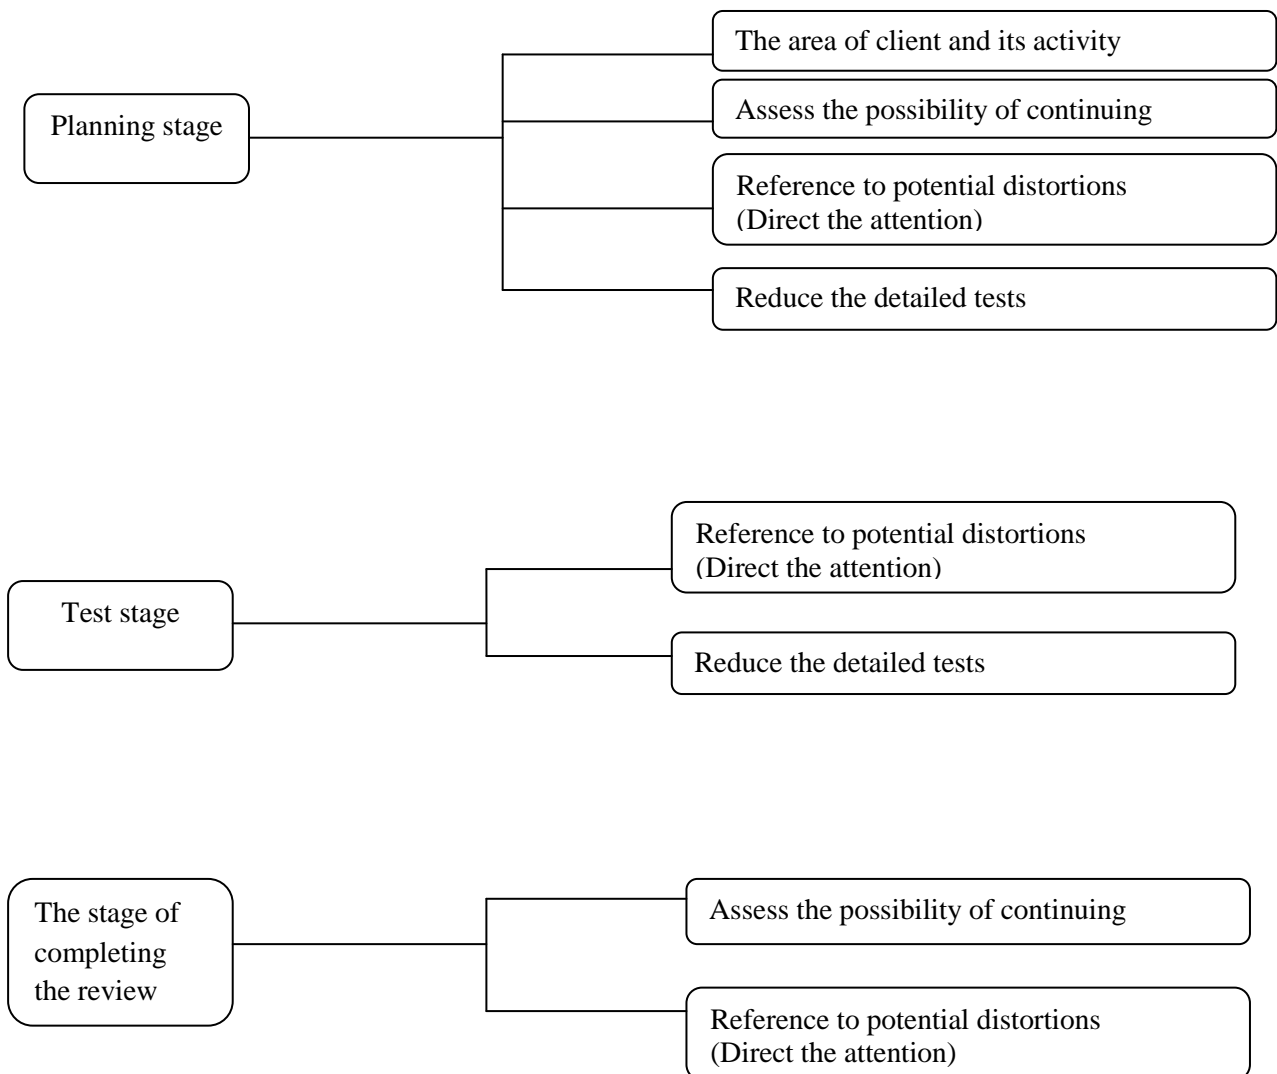 The area of client and its activity
Planning stage
Assess the possibility of continuing
Reference to potential distortions
(Direct the attention)
Reduce the detailed tests
Reference to potential distortions
(Direct the attention)
Test stage
Reduce the detailed tests
The stage of
completing
the review
Assess the possibility of continuing
Reference to potential distortions
(Direct the attention)